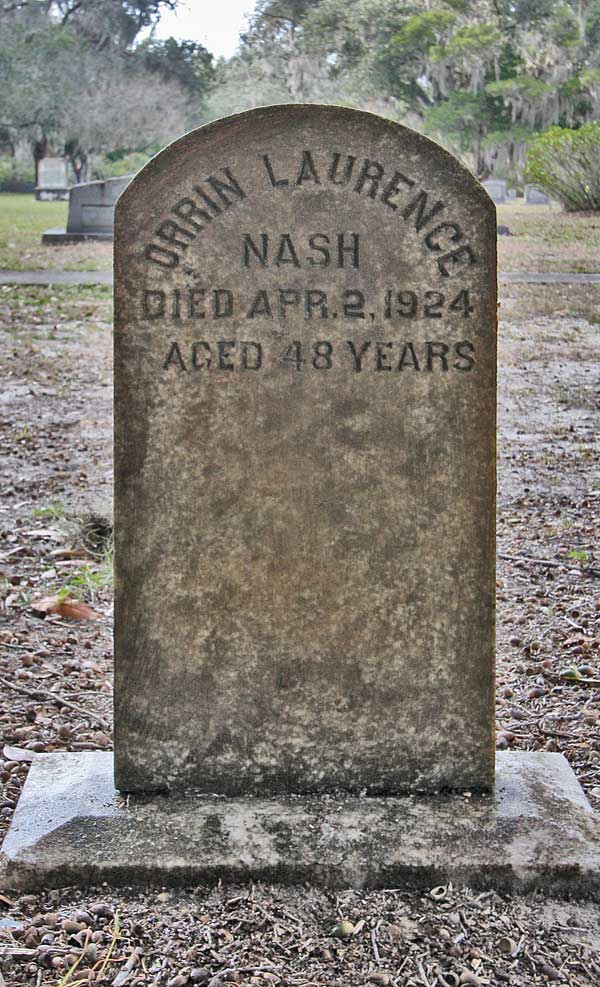 ORRIN LAURENCE
NASH
DIED APR. 2, 1924
AGED 48 YEARS